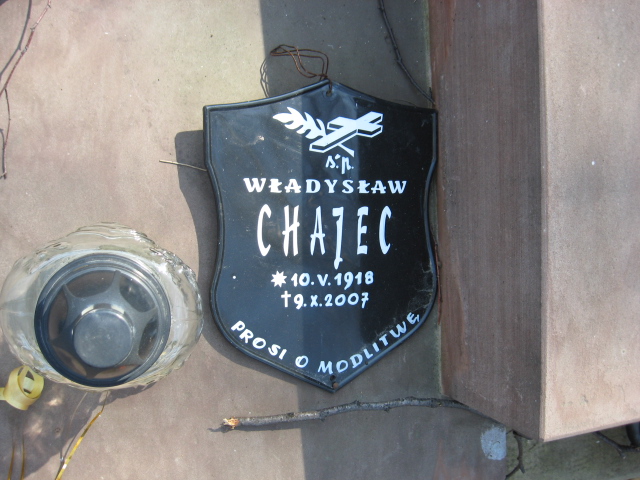 ś.p.
WŁADYSŁAW
CHAJEC
* 10.V.1918
† 9.X.2007
PROSI O MODLITWĘ